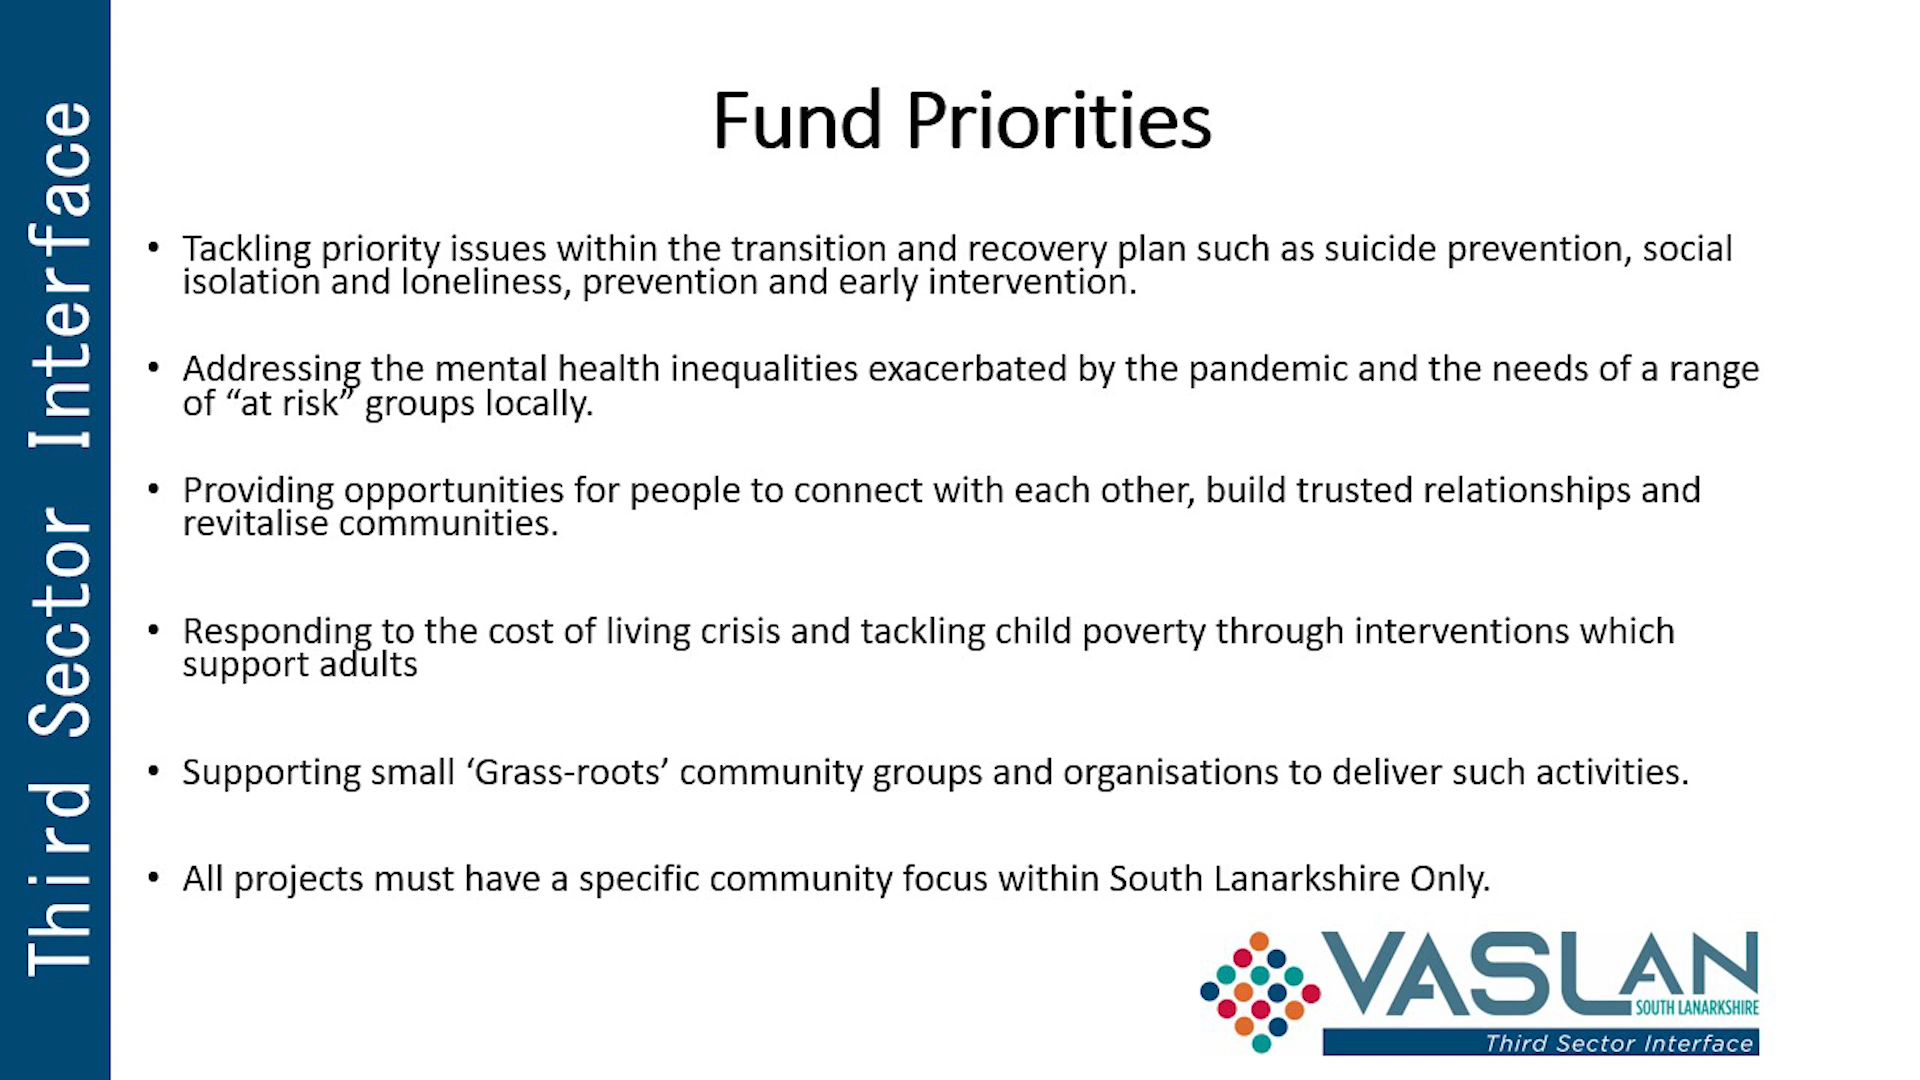 Third Sector Interface
Fund Priorities
• Tackling priority issues within the transition and recovery plan such as suicide prevention, social
isolation and loneliness, prevention and early intervention.
• Addressing the mental health inequalities exacerbated by the pandemic and the needs of a range
of “at risk” groups locally.
• Providing opportunities for people to connect with each other, build trusted relationships and
revitalise communities.
• Responding to the cost of living crisis and tackling child poverty through interventions which
support adults
• Supporting small ‘Grass-roots’ community groups and organisations to deliver such activities.
• All projects must have a specific community focus within South Lanarkshire Only.
VASLAN
SOUTH LANARKSHIRE
Third Sector Interface